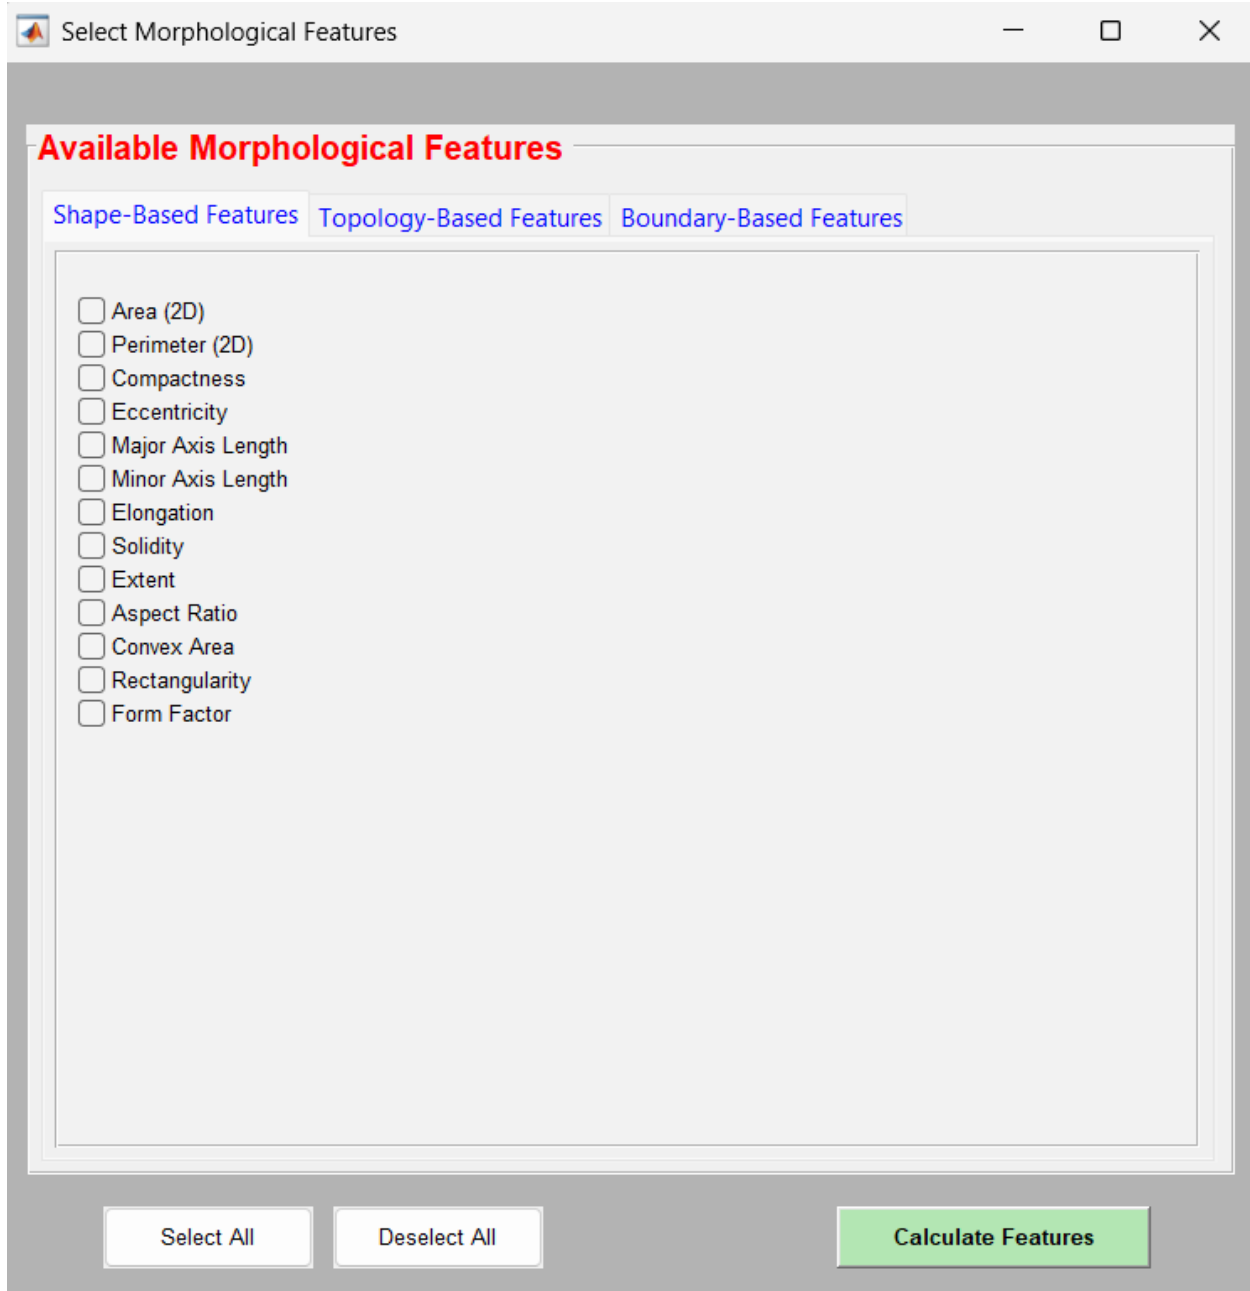 Select Morphological Features
Available Morphological Features
Shape-Based Features Topology-Based Features Boundary-Based Features
Area (2D)
Perimeter (2D)
Compactness
Eccentricity
Major Axis Length
Minor Axis Length
Elongation
Solidity
Extent
Aspect Ratio
Convex Area
Rectangularity
Form Factor
Select All Deselect All Calculate Features